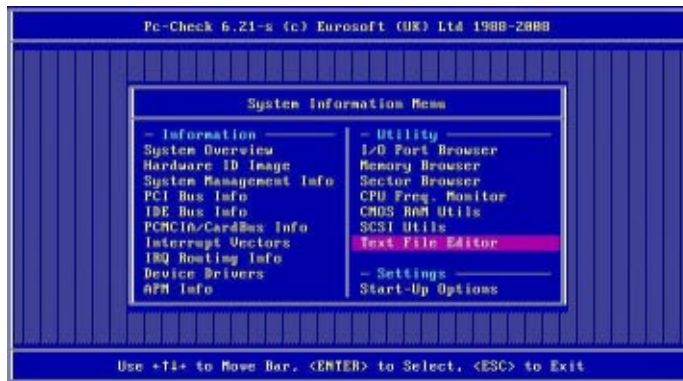 Pc-Check 6.21-s (c) Eurosoft (UK) Ltd 1988-2008
System Information Menu
- Information
System Overview
Hardware ID Image
System Management Info
PCI Bus Info
IDE Bus Info
PCMCIA/CardBus Info
Interrupt Vectors
IRQ Routing Info
Device Drivers
APM Info
- Utility
I/O Port Browser
Memory Browser
Sector Browser
CPU Freq. Monitor
CMOS RAM Utils
SCSI Utils
Text File Editor
- Settings
Start-Up Options
Use ←↑↓→ to Move Bar, <ENTER> to Select, <ESC> to Exit